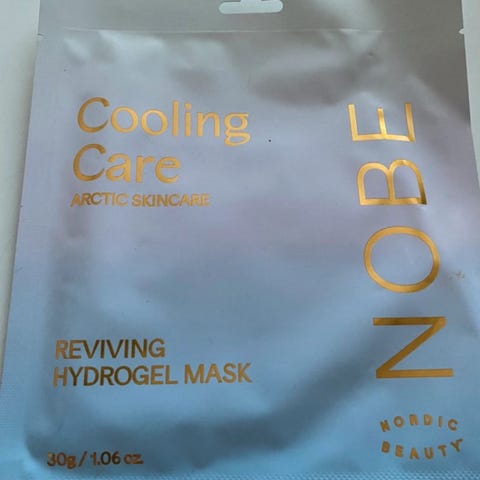 Cooling
Care
ARCTIC SKINCARE
NOBE
REVIVING
HYDROGEL MASK
30g / 1.06 oz.
NORDIC
BEAUTY